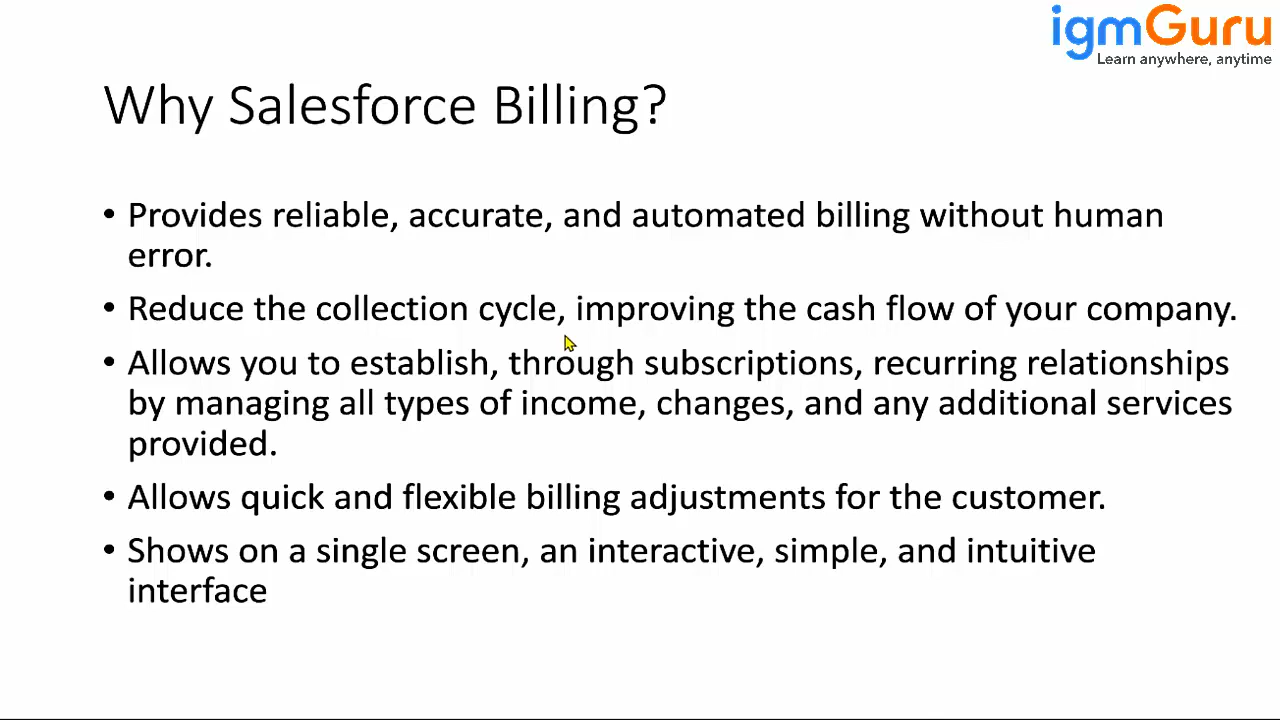 igmGuru
Learn anywhere, anytime
Why Salesforce Billing?
• Provides reliable, accurate, and automated billing without human
error.
• Reduce the collection cycle, improving the cash flow of your company.
• Allows you to establish, through subscriptions, recurring relationships
by managing all types of income, changes, and any additional services
provided.
• Allows quick and flexible billing adjustments for the customer.
• Shows on a single screen, an interactive, simple, and intuitive
interface